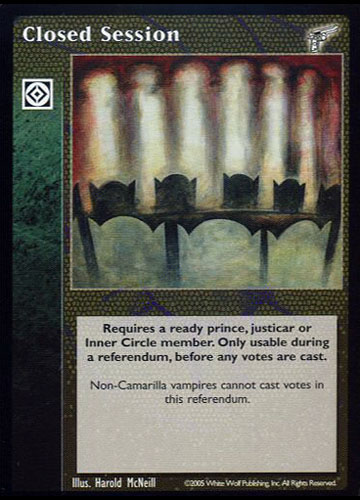 Closed Session
Requires a ready prince, justicar or
Inner Circle member. Only usable during
a referendum, before any votes are cast.
Non-Camarilla vampires cannot cast votes in
this referendum.
Illus. Harold McNeill ©2005 White Wolf Publishing, Inc. All Rights Reserved.